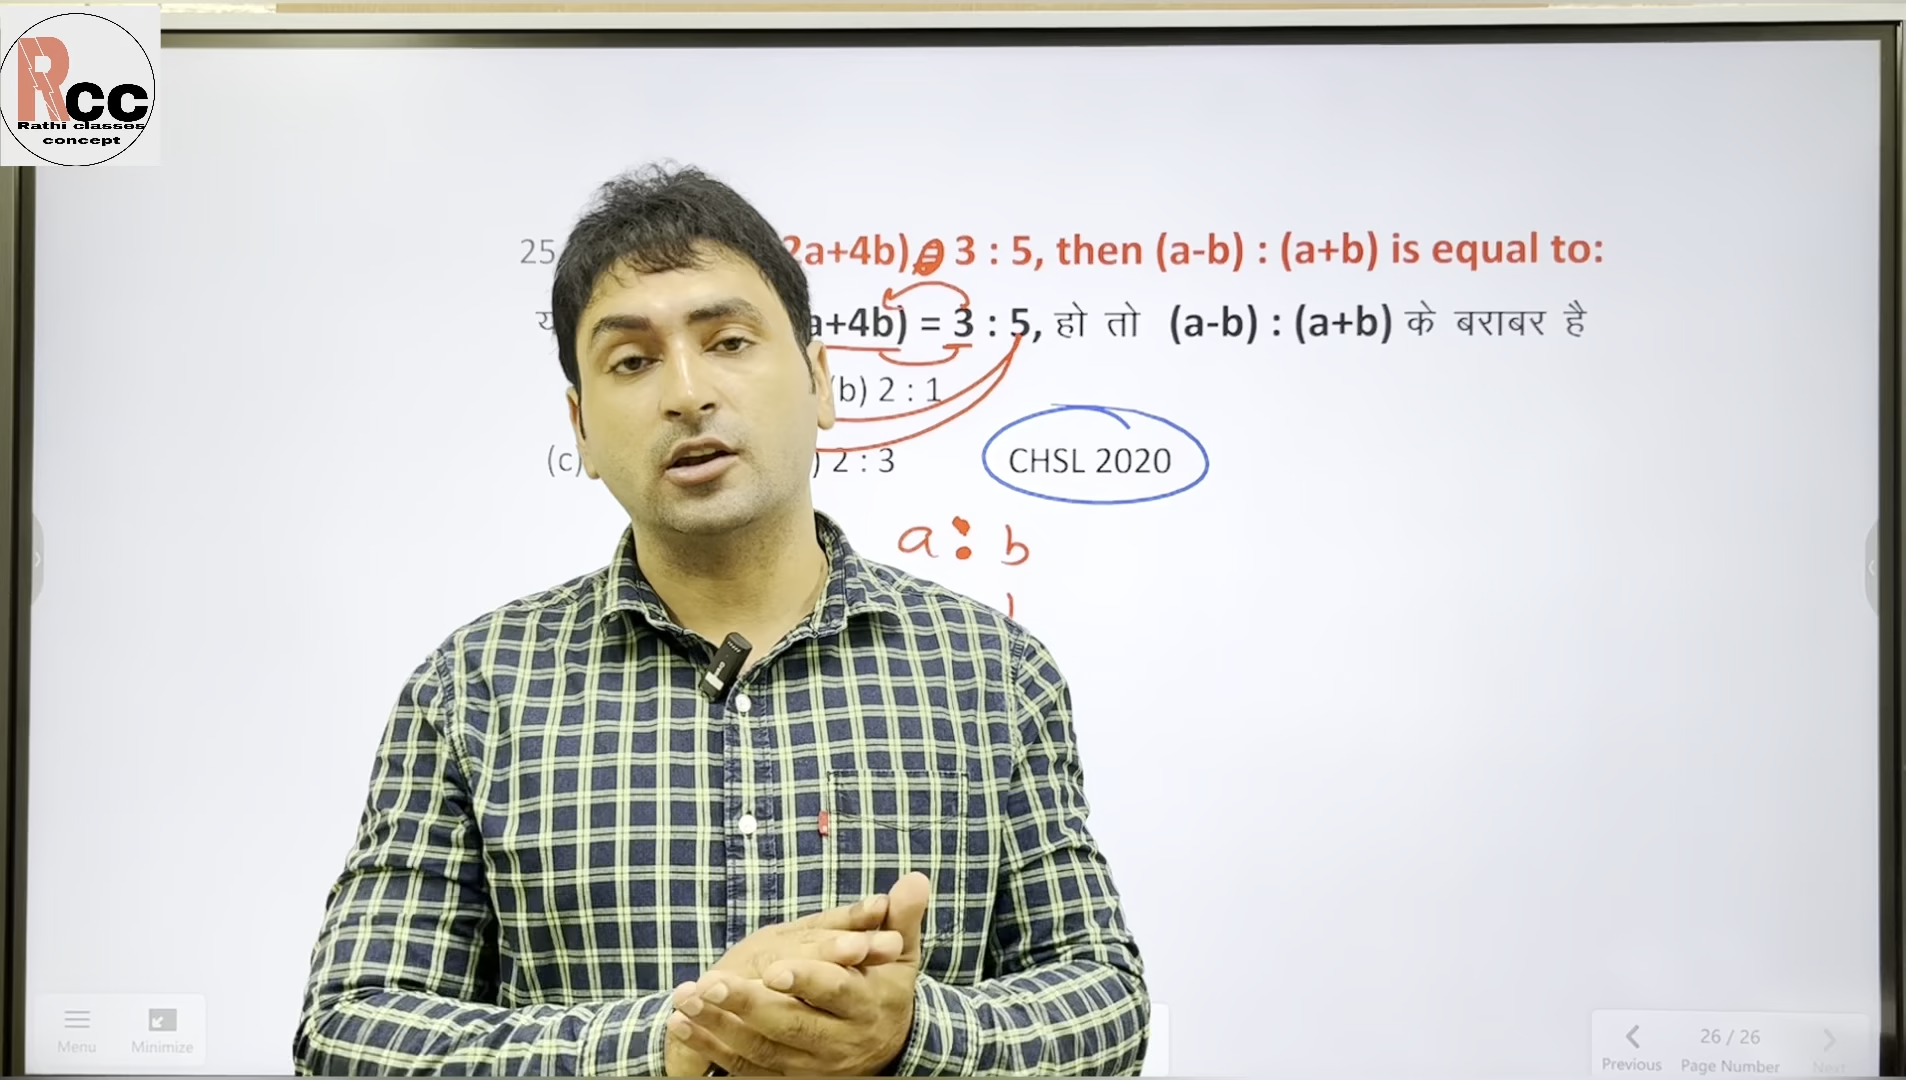 Rcc
Rathi classes
concept
25 2a+4b) = 3 : 5, then (a-b) : (a+b) is equal to:
a+4b) = 3 : 5, हो तो (a-b) : (a+b) के बराबर है
(b) 2 : 1
(c) ) 2 : 3 CHSL 2020
a : b
Menu
Minimize
26 / 26
Previous Page Number Next